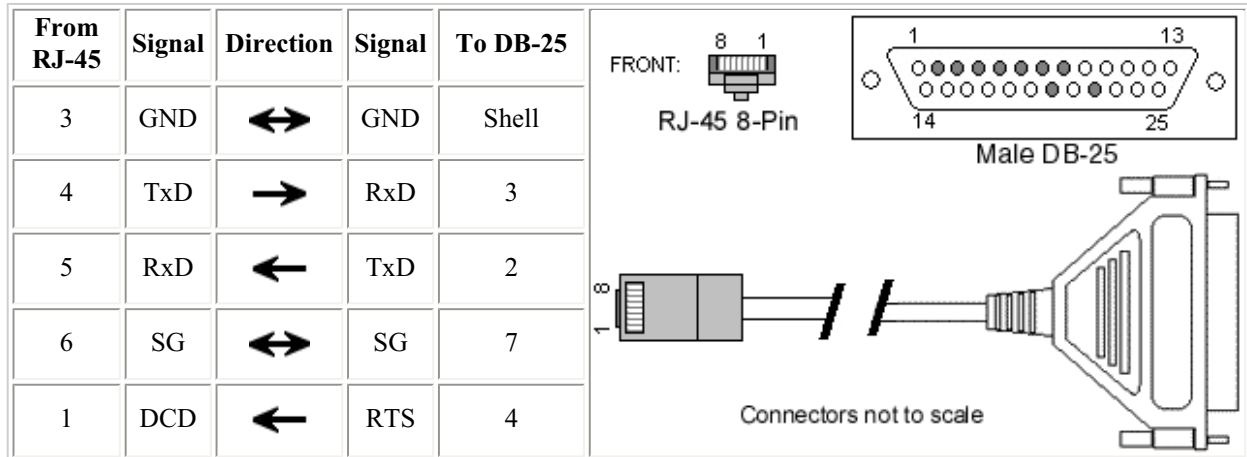 From RJ-45 Signal Direction Signal To DB-25
3 GND GND Shell
4 TxD RxD 3
5 RxD TxD 2
6 SG SG 7
1 DCD RTS 4
FRONT:
8 1
RJ-45 8-Pin
1 13
14 25
Male DB-25
8
1
Connectors not to scale